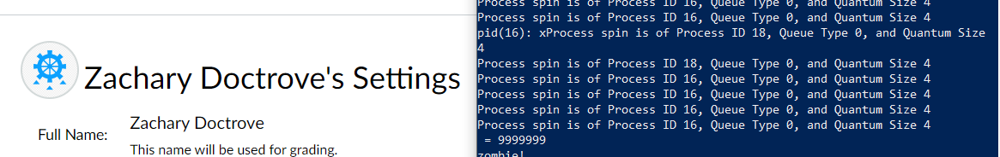 Zachary Doctrove's Settings
Full Name:
Zachary Doctrove
This name will be used for grading.
Process spin is of Process ID 16, Queue Type 0, and Quantum Size 4
Process spin is of Process ID 16, Queue Type 0, and Quantum Size 4
pid(16): xProcess spin is of Process ID 18, Queue Type 0, and Quantum Size
4
Process spin is of Process ID 18, Queue Type 0, and Quantum Size 4
Process spin is of Process ID 16, Queue Type 0, and Quantum Size 4
Process spin is of Process ID 16, Queue Type 0, and Quantum Size 4
Process spin is of Process ID 16, Queue Type 0, and Quantum Size 4
Process spin is of Process ID 16, Queue Type 0, and Quantum Size 4
 = 9999999
zombie!